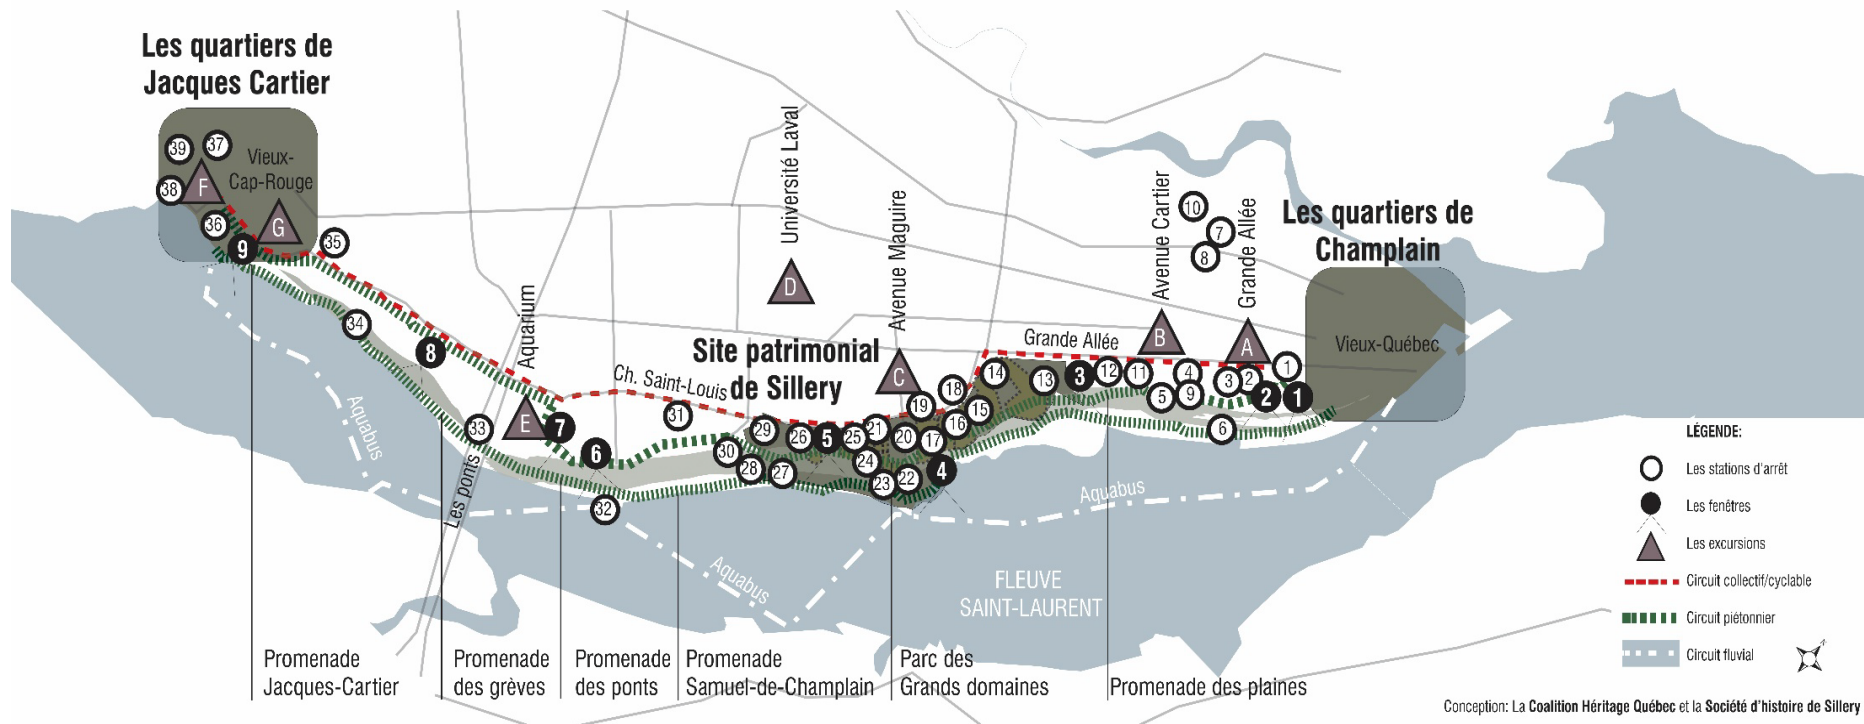 Les quartiers de
Jacques Cartier
39
37
Vieux-
Cap-Rouge
38
F
36
G
9
35
34
8
Aquarium
Ch. Saint-Louis
33
E
7
6
31
32
Les ponts
Aquabus
Aquabus
Aquabus
Université Laval
D
Avenue Maguire
Site patrimonial
de Sillery
C
18
19
14
15
16
13
29
26
5
25
21
20
17
30
28
27
24
23
22
4
Grande Allée
3
12
11
Avenue Cartier
B
10
7
8
Grande Allée
A
4
5
9
3
2
2
1
1
6
Les quartiers de
Champlain
Vieux-Québec
FLEUVE
SAINT-LAURENT
Promenade
Jacques-Cartier
Promenade
des grèves
Promenade
des ponts
Promenade
Samuel-de-Champlain
Parc des
Grands domaines
Promenade des plaines
LÉGENDE:
Les stations d'arrêt
Les fenêtres
Les excursions
Circuit collectif/cyclable
Circuit piétonnier
Circuit fluvial
Conception: La Coalition Héritage Québec et la Société d'histoire de Sillery